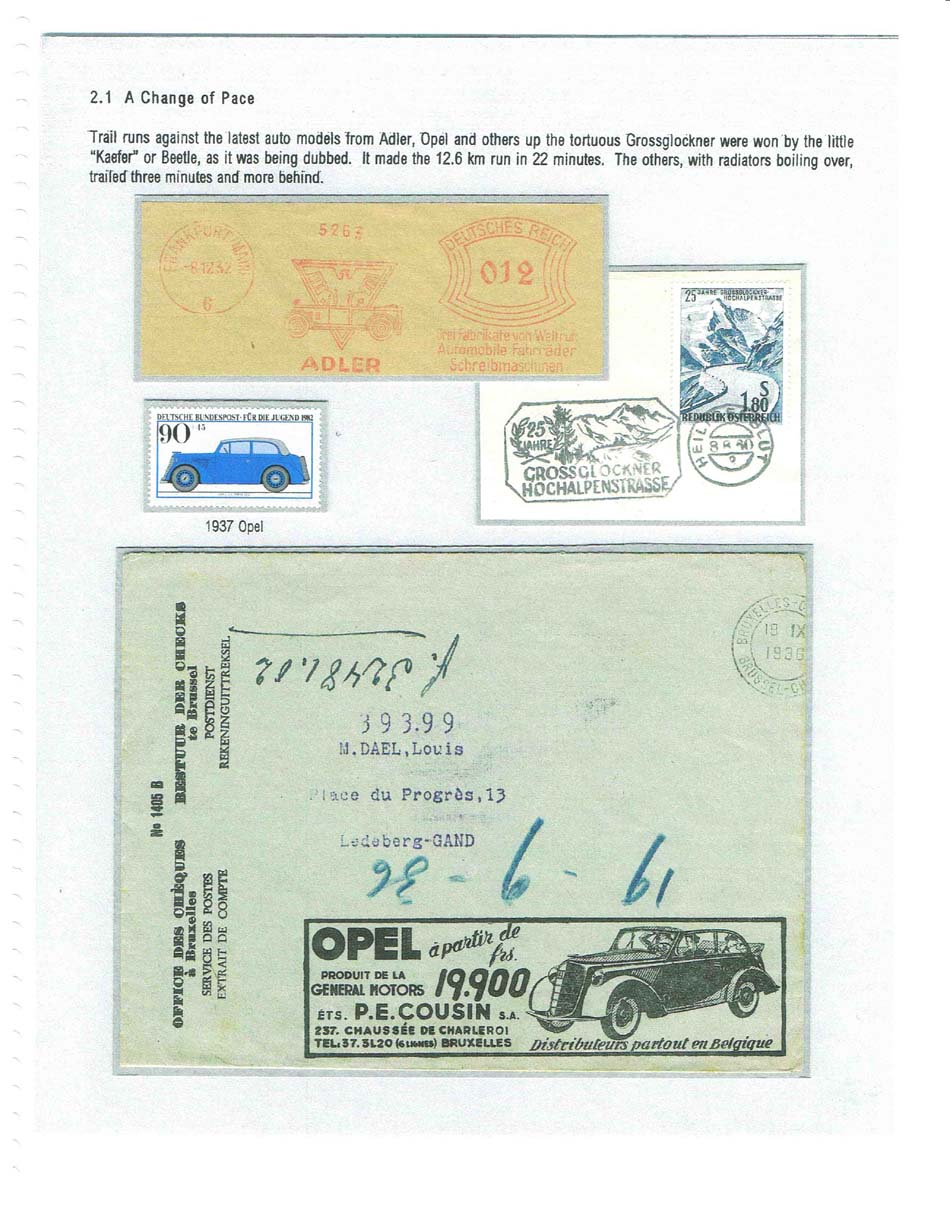 2.1 A Change of Pace
Trail runs against the latest auto models from Adler, Opel and others up the tortuous Grossglockner were won by the little
"Kaefer" or Beetle, as it was being dubbed. It made the 12.6 km run in 22 minutes. The others, with radiators boiling over,
trailed three minutes and more behind.
FRANKFURT (MAIN)
-8.12.32
6
5263
ADLER
DEUTSCHES REICH
012
Drei Fabrikate von Weltruf
Automobile Fahrräder
Schreibmaschinen
25 JAHRE GROSSGLOCKNER-
HOCHALPENSTRASSE
S
1.80
REPUBLIK ÖSTERREICH
25
JAHRE
GROSSGLOCKNER
HOCHALPENSTRASSE
DEUTSCHE BUNDESPOST · FÜR DIE JUGEND 1982
90 +45
1937 Opel
OFFICE DES CHÈQUES
à Bruxelles
SERVICE DES POSTES
EXTRAIT DE COMPTE
BESTUUR DER CHECKS
te Brussel
POSTDIENST
REKENINGUITTREKSEL
No 1405 B
BRUXELLES
19 IX
1936
BRUSSEL
393.99
M.DAEL,Louis
Place du Progrès,13
Ledeberg-GAND
19-9-36
OPEL à partir de
frs.
PRODUIT DE LA
GENERAL MOTORS 19.900
ÉTS. P.E. COUSIN S.A.
237. CHAUSSÉE DE CHARLEROI
TEL: 37.31.20 (6 LIGNES) BRUXELLES
Distributeurs partout en Belgique